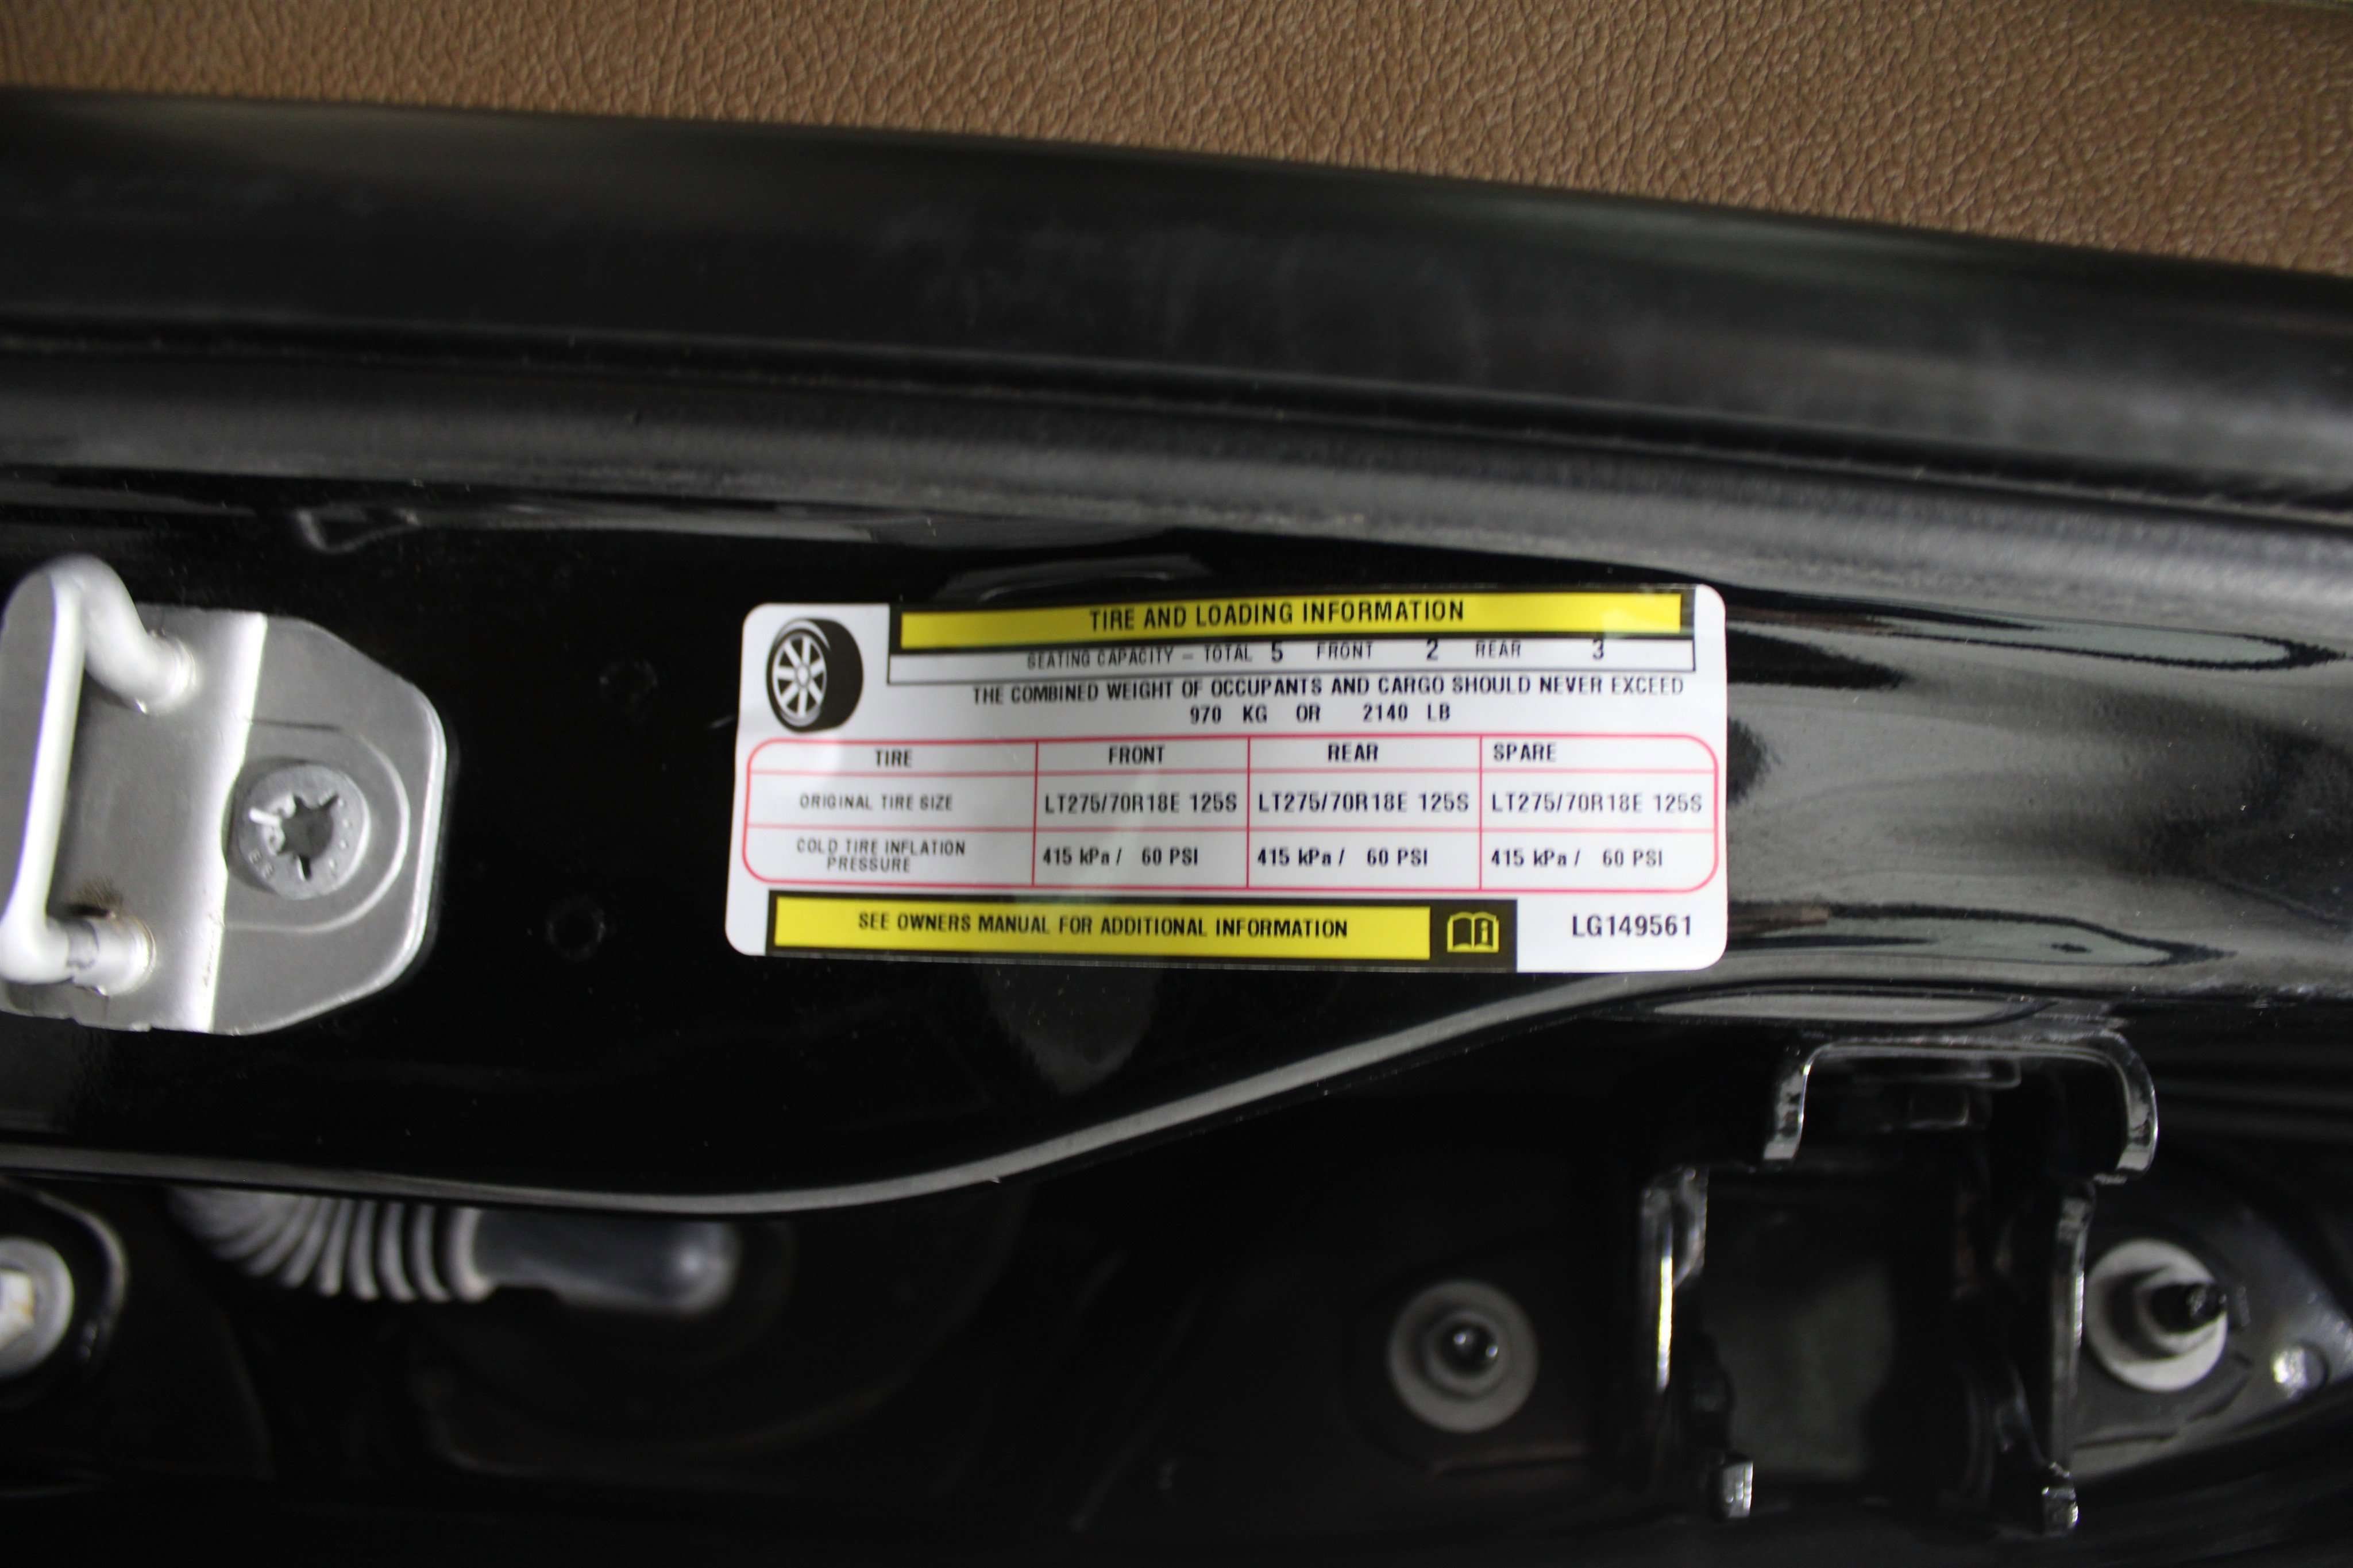 TIRE AND LOADING INFORMATION
SEATING CAPACITY – TOTAL 5 FRONT 2 REAR 3
THE COMBINED WEIGHT OF OCCUPANTS AND CARGO SHOULD NEVER EXCEED
970 KG OR 2140 LB
TIRE FRONT REAR SPARE
ORIGINAL TIRE SIZE LT275/70R18E 125S LT275/70R18E 125S LT275/70R18E 125S
COLD TIRE INFLATION
PRESSURE 415 kPa / 60 PSI 415 kPa / 60 PSI 415 kPa / 60 PSI
SEE OWNERS MANUAL FOR ADDITIONAL INFORMATION
LG149561